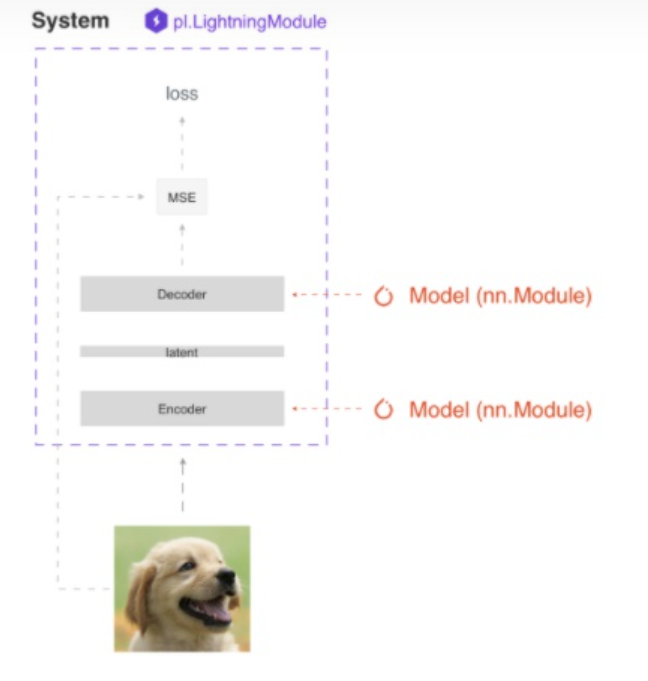 System pl.LightningModule
loss
MSE
Decoder
Model (nn.Module)
latent
Encoder
Model (nn.Module)